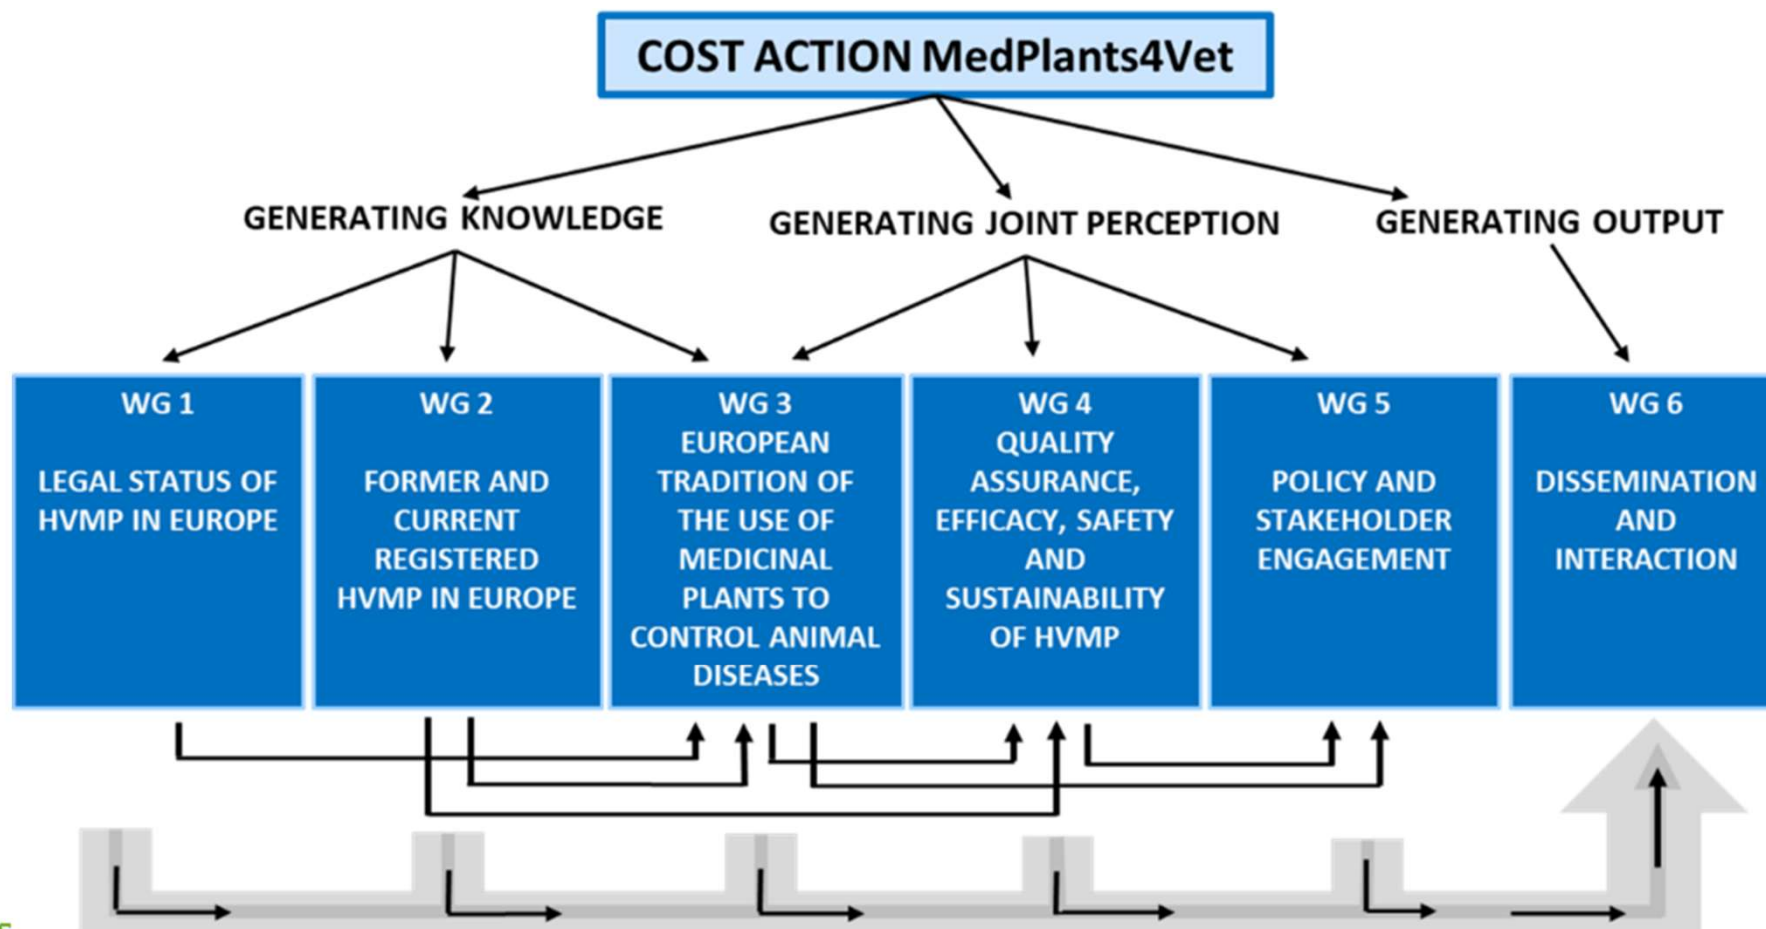 COST ACTION MedPlants4Vet
GENERATING KNOWLEDGE
GENERATING JOINT PERCEPTION
GENERATING OUTPUT
WG 1
LEGAL STATUS OF
HVMP IN EUROPE
WG 2
FORMER AND
CURRENT
REGISTERED
HVMP IN EUROPE
WG 3
EUROPEAN
TRADITION OF
THE USE OF
MEDICINAL
PLANTS TO
CONTROL ANIMAL
DISEASES
WG 4
QUALITY
ASSURANCE,
EFFICACY, SAFETY
AND
SUSTAINABILITY
OF HVMP
WG 5
POLICY AND
STAKEHOLDER
ENGAGEMENT
WG 6
DISSEMINATION
AND
INTERACTION